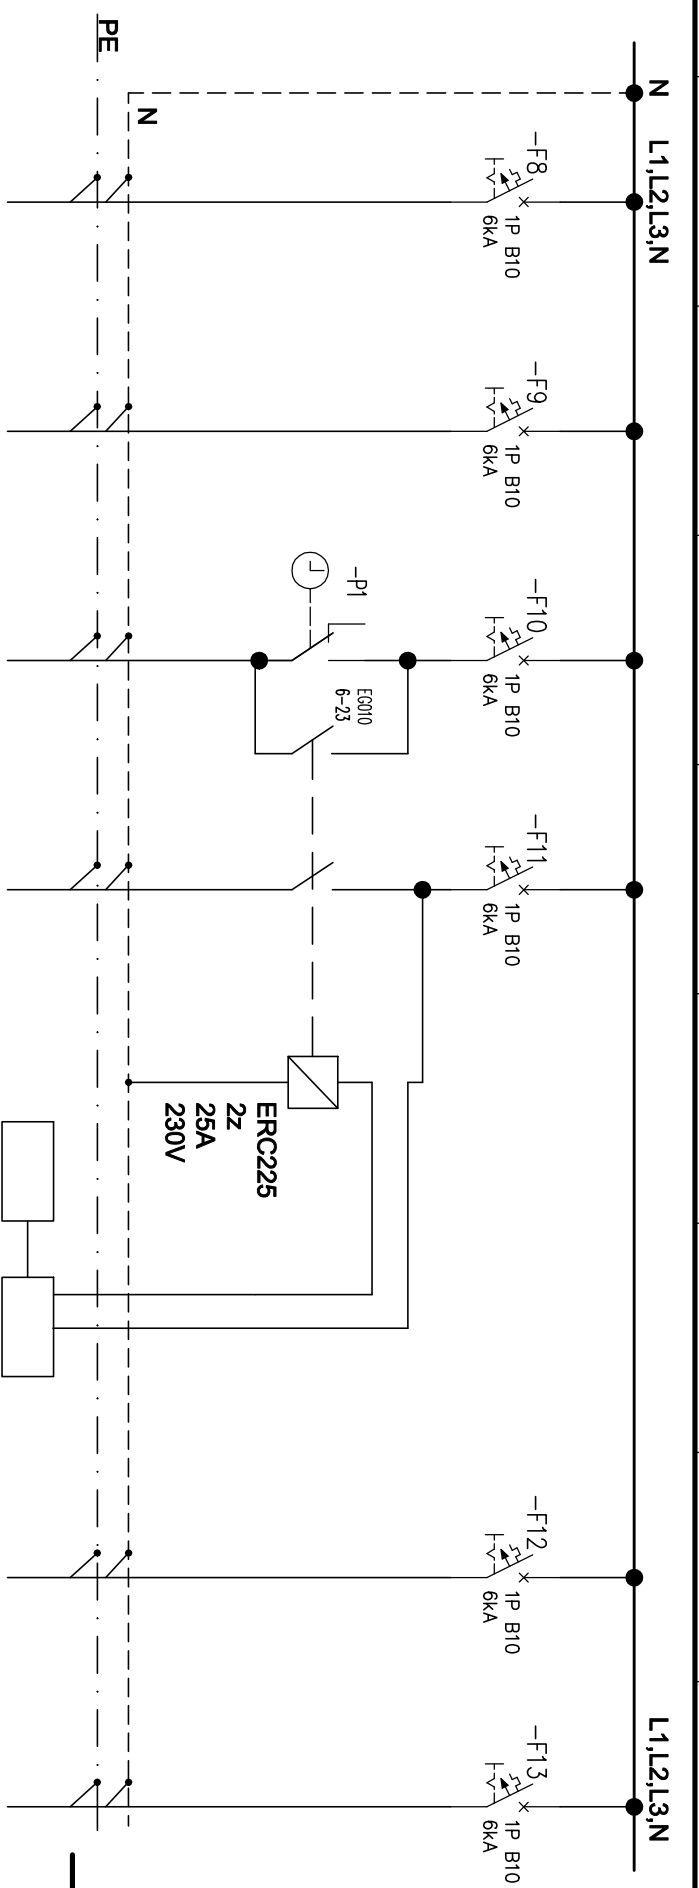 N
L1,L2,L3,N
L1,L2,L3,N
-F8
1P B10
6kA
-F9
1P B10
6kA
-F10
1P B10
6kA
-F11
1P B10
6kA
-F12
1P B10
6kA
-F13
1P B10
6kA
-P1
EG010
6-23
ERC225
2z
25A
230V
N
PE